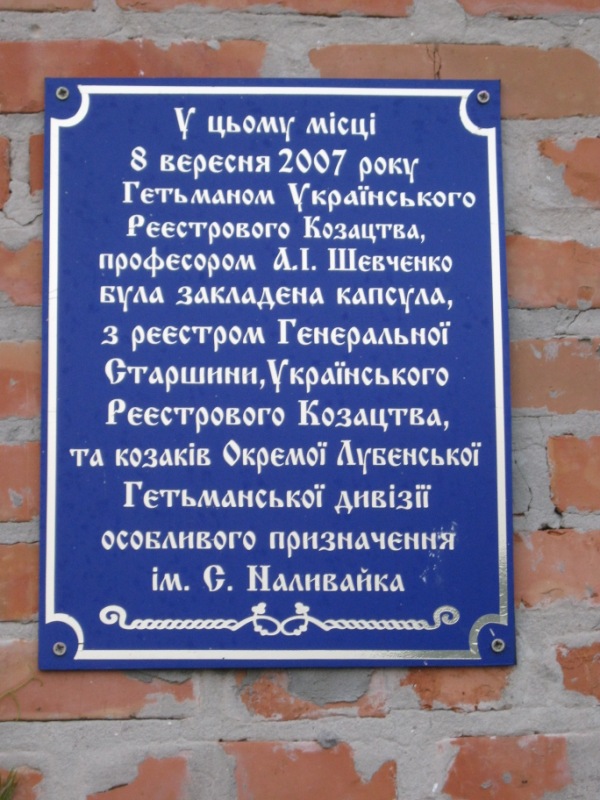 У цьому місці
8 вересня 2007 року
Гетьманом Українського
Реєстрового Козацтва,
професором А.І. Шевченко
була закладена капсула,
з реєстром Генеральної
Старшини,Українського
Реєстрового Козацтва,
та козаків Окремої Лубенської
Гетьманської дивізії
особливого призначення
ім. С. Наливайка